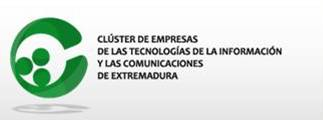 CLÚSTER DE EMPRESAS
DE LAS TECNOLOGÍAS DE LA INFORMACIÓN
Y LAS COMUNICACIONES
DE EXTREMADURA